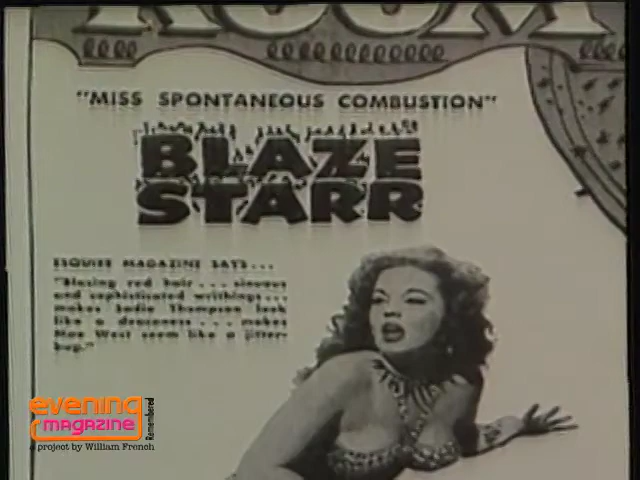 ROOM
"MISS SPONTANEOUS COMBUSTION"
BLAZE
STARR
ESQUIRE MAGAZINE SAYS...
"Blazing red hair... sinuous
and sophisticated writhings...
makes Sadie Thompson look
like a deaconess... makes
Mae West seem like a jitter-
bug."
evening
MAGAZINE
Remembered
a project by William French